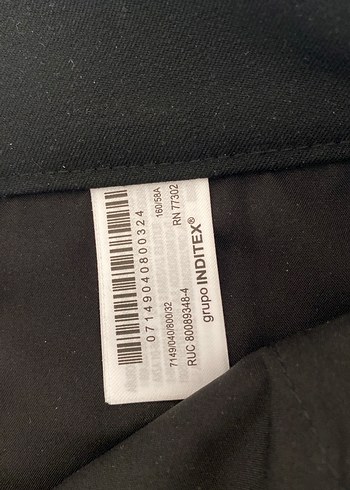 07149040800324
7149/040/800/32 160/58A
RUC 80089348-4 RN 77302
grupo INDITEX®